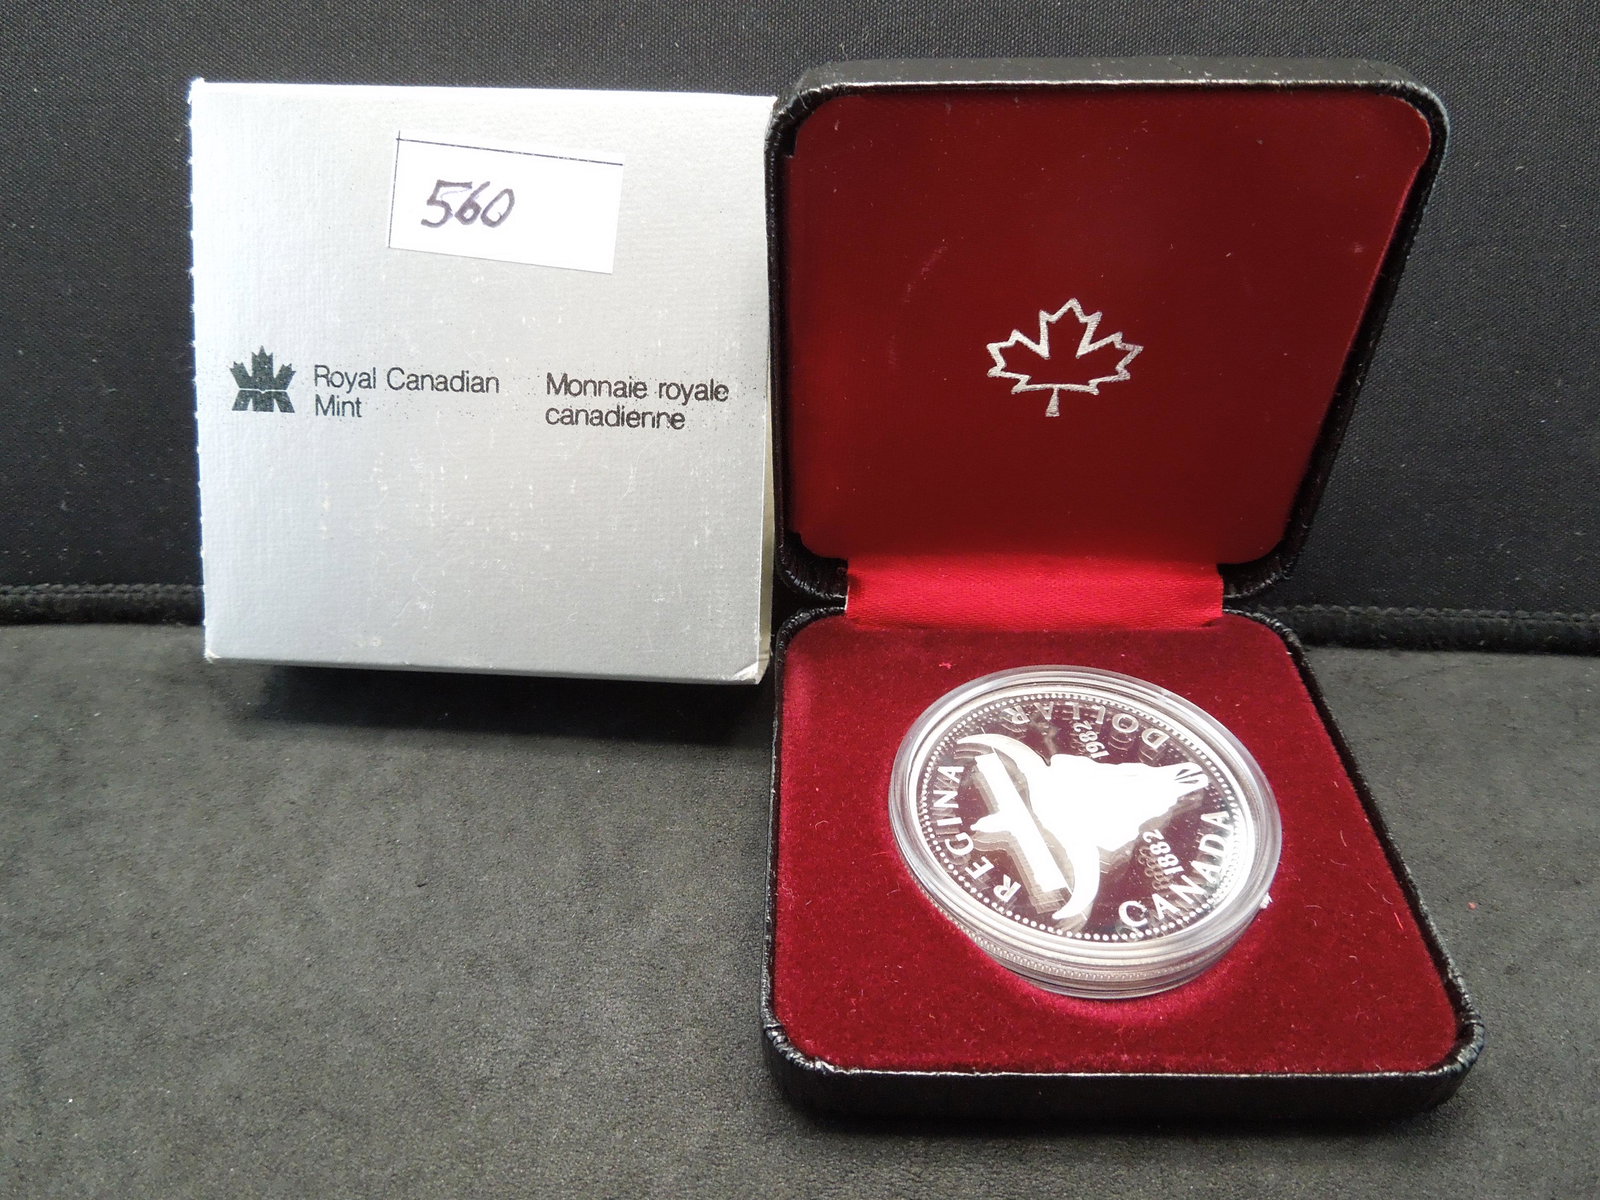 560
Royal Canadian
Mint
Monnaie royale
canadienne
REGINA
1882
1982
CANADA
DOLLAR